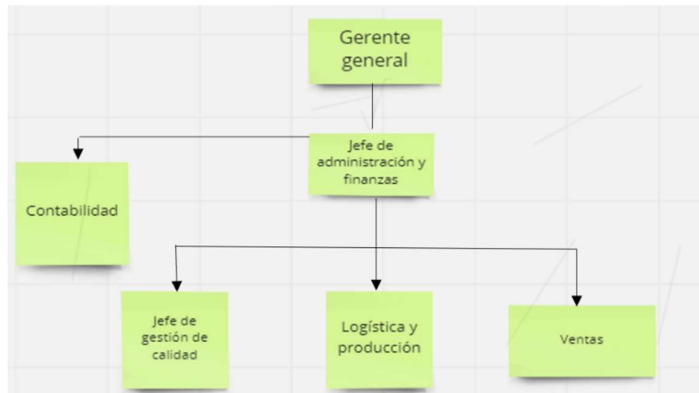 Gerente
general
Jefe de
administración y
finanzas
Contabilidad
Jefe de
gestión de
calidad
Logística y
producción
Ventas